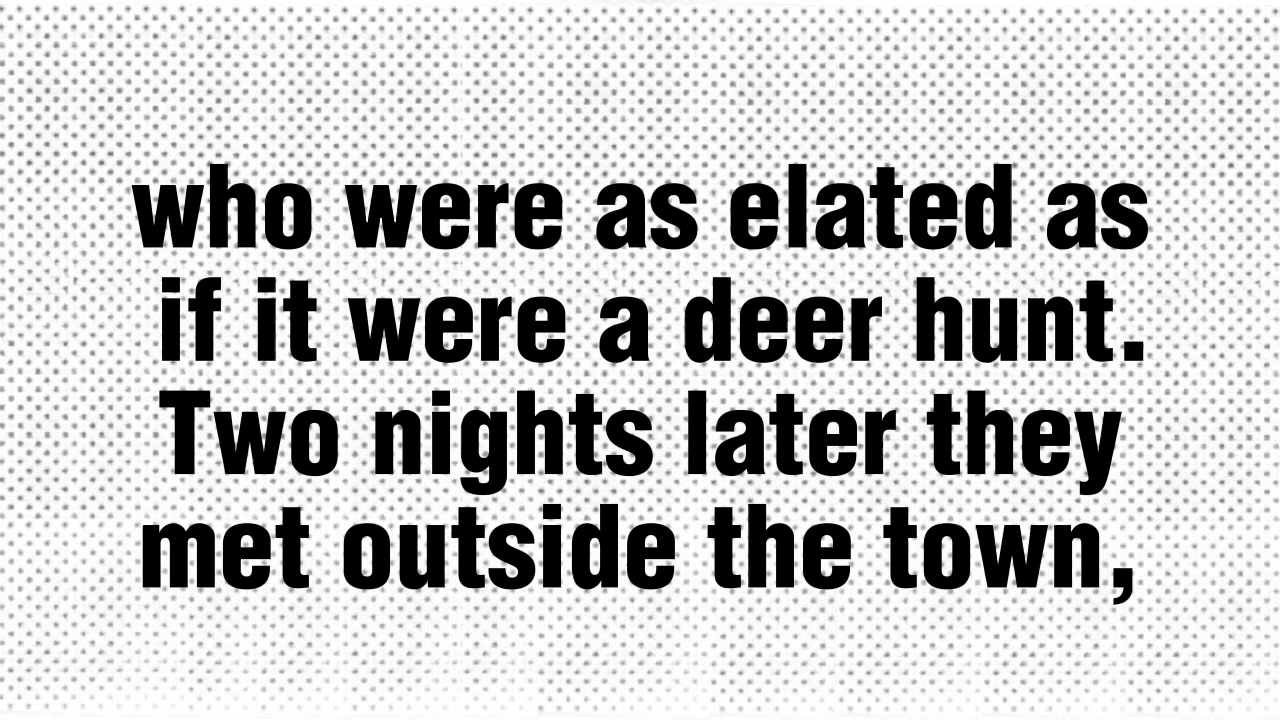 who were as elated as
if it were a deer hunt.
Two nights later they
met outside the town,